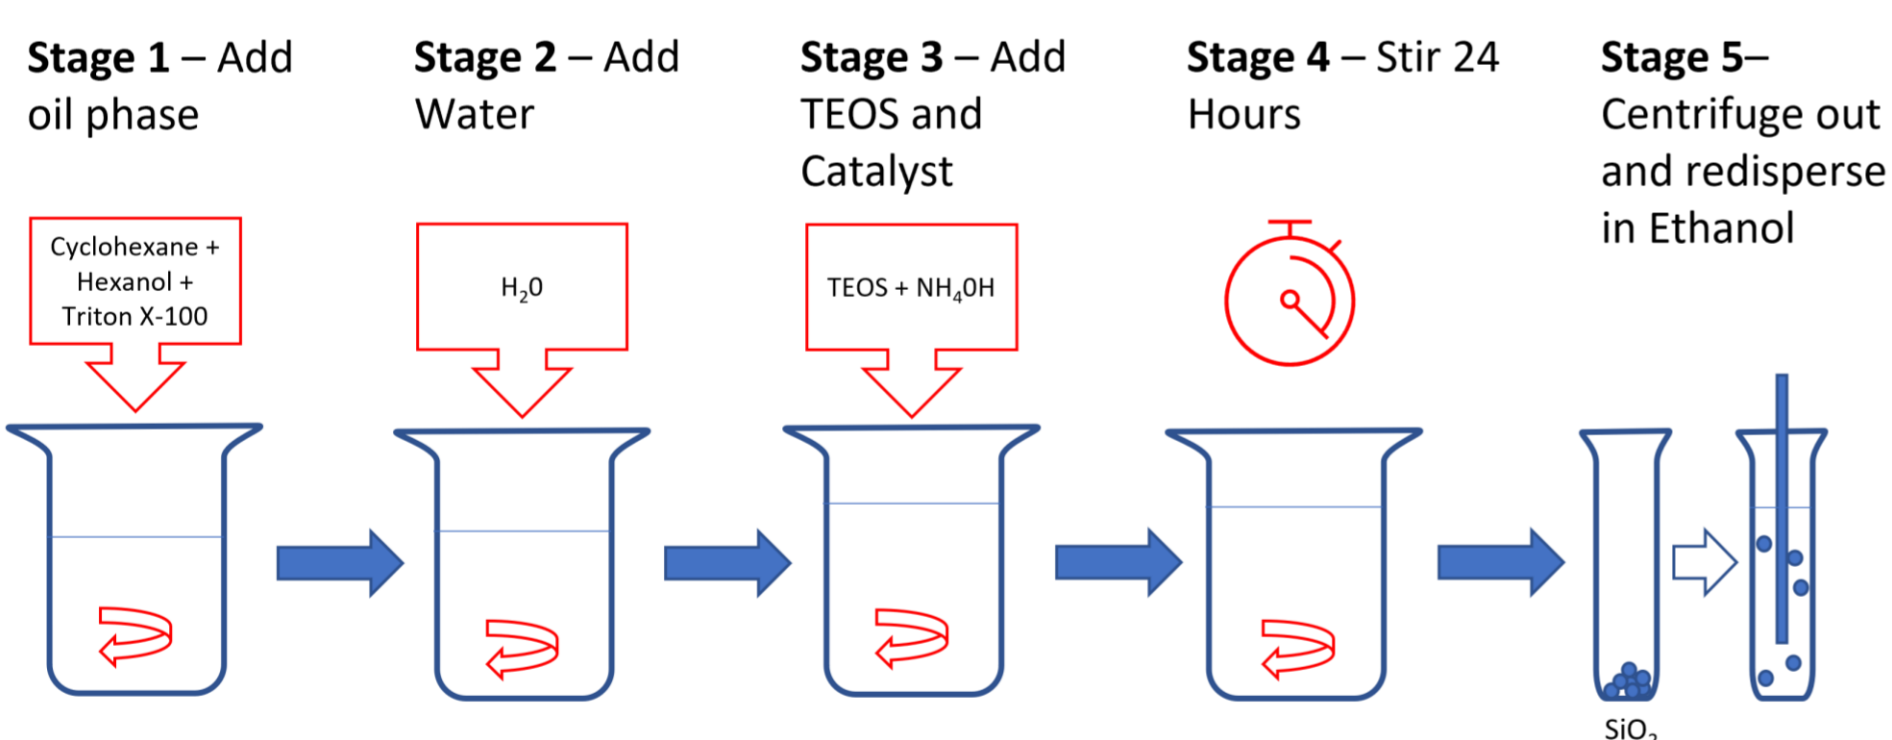 Stage 1 – Add
oil phase
Stage 2 – Add
Water
Stage 3 – Add
TEOS and
Catalyst
Stage 4 – Stir 24
Hours
Stage 5–
Centrifuge out
and redisperse
in Ethanol
Cyclohexane +
Hexanol +
Triton X-100
H₂0
TEOS + NH₄0H
SiO₂